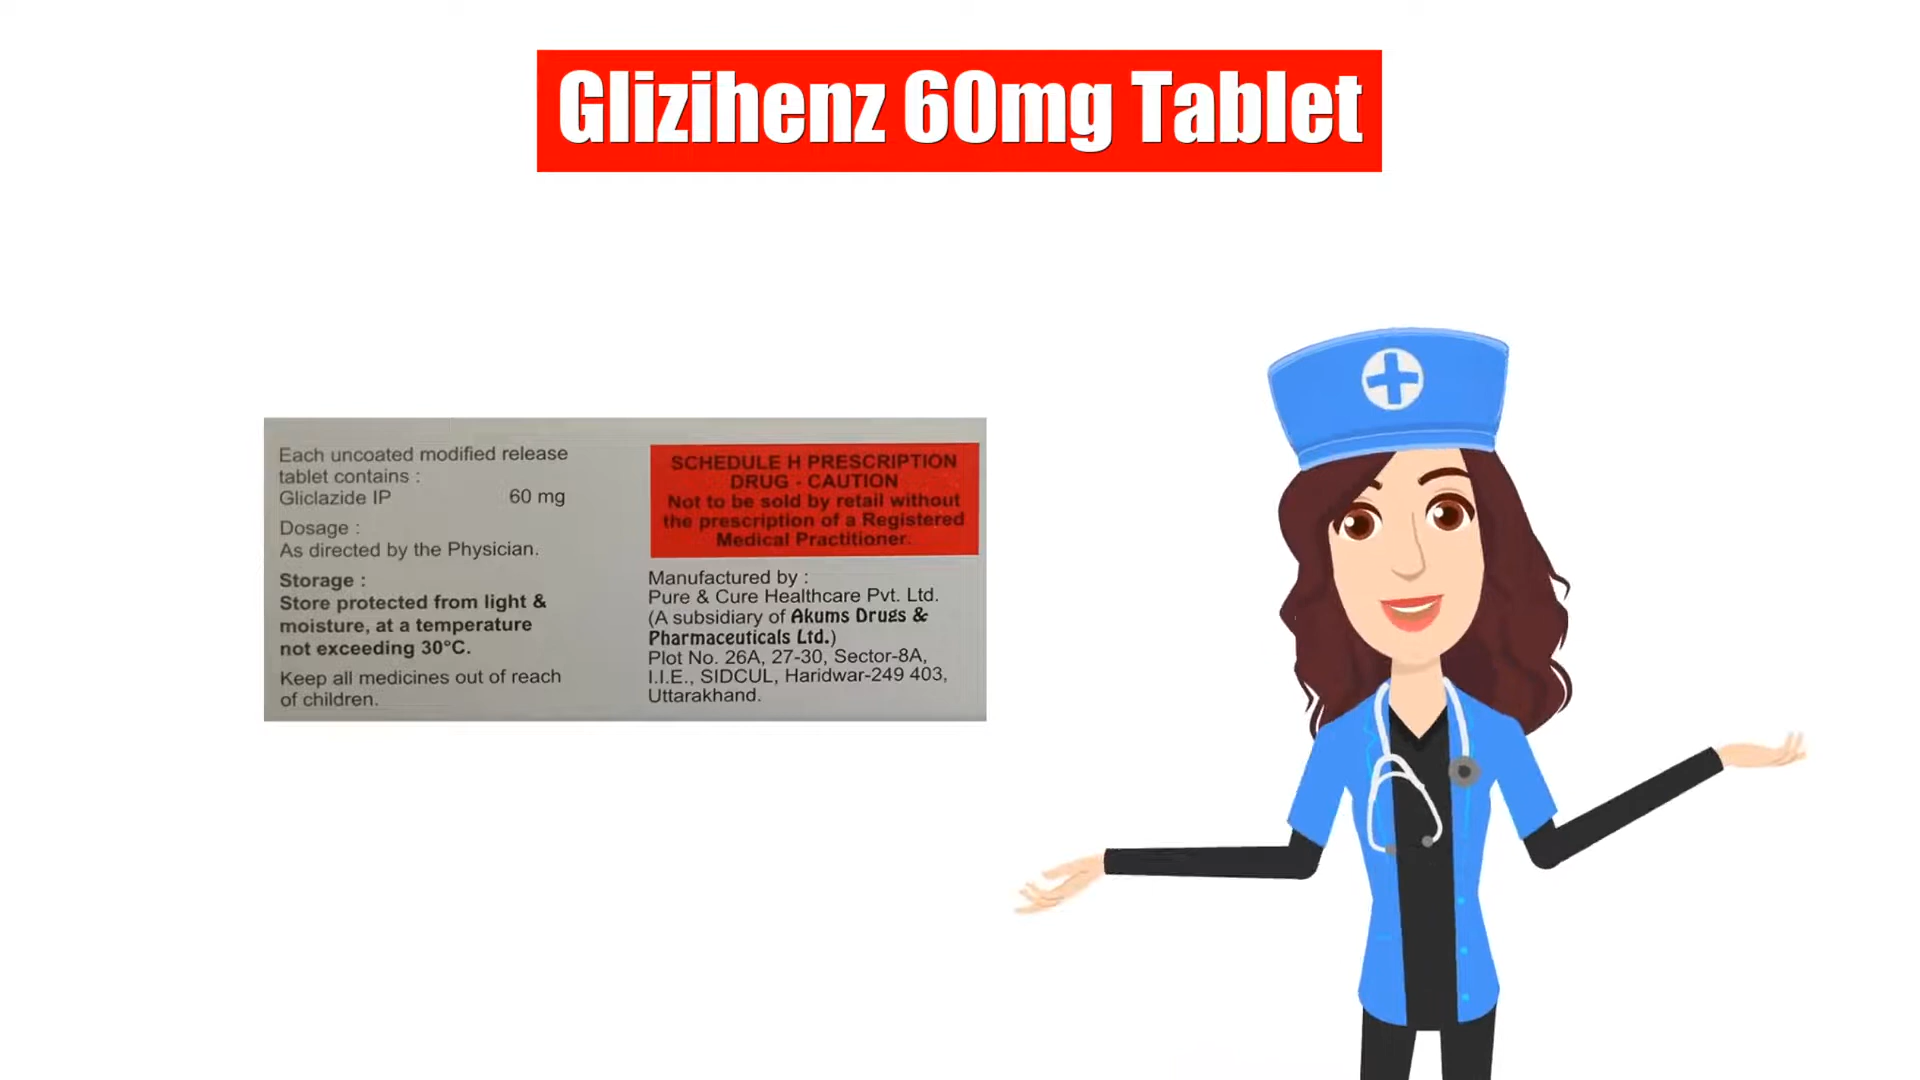 Glizihenz 60mg Tablet
Each uncoated modified release
tablet contains :
Gliclazide IP 60 mg
Dosage :
As directed by the Physician.
Storage :
Store protected from light &
moisture, at a temperature
not exceeding 30°C.
Keep all medicines out of reach
of children.
SCHEDULE H PRESCRIPTION
DRUG - CAUTION
Not to be sold by retail without
the prescription of a Registered
Medical Practitioner.
Manufactured by :
Pure & Cure Healthcare Pvt. Ltd.
(A subsidiary of Akums Drugs &
Pharmaceuticals Ltd.)
Plot No. 26A, 27-30, Sector-8A,
I.I.E., SIDCUL, Haridwar-249 403,
Uttarakhand.